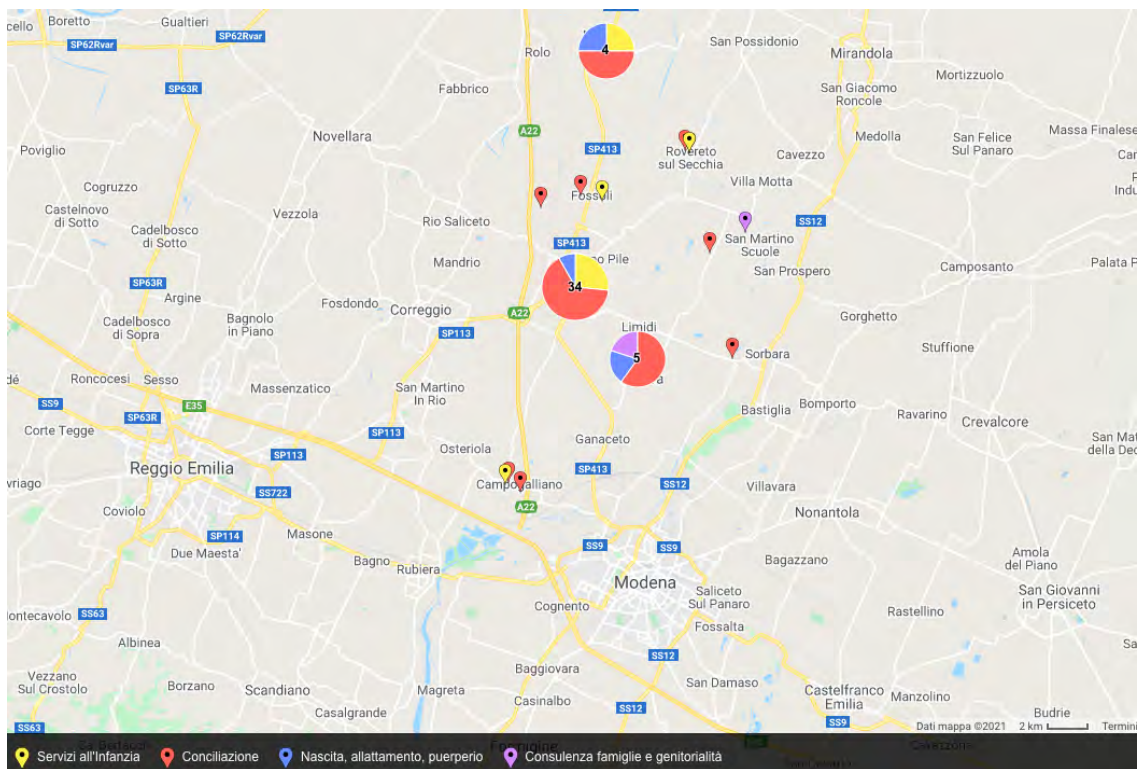 Boretto
Gualtieri
SP62Rvar
SP62Rvar
Rolo
4
San Possidonio
Mirandola
SP63R
Fabbrico
Mortizzuolo
San Giacomo
Roncole
A22
Novellara
SP413
Rovereto
sul Secchia
Medolla
San Felice
Sul Panaro
Massa Finalese
Poviglio
Cavezzo
Cogruzzo
Villa Motta
Castelnovo
di Sotto
Vezzola
Fossoli
Rio Saliceto
SS12
Cadelbosco
di Sotto
SP413
San Martino
Scuole
Mandrio
San Prospero
Camposanto
Palata P
SP63R
34
Argine
Fosdondo
Correggio
A22
Bagnolo
in Piano
SP113
Limidi
Gorghetto
Cadelbosco
di Sopra
5
Sorbara
Stuffione
Roncocesi
Sesso
Massenzatico
San Martino
In Rio
SS9
E35
Bastiglia
Bomporto
Ravarino
Crevalcore
SP63R
Corte Tegge
SP113
Osteriola
Ganaceto
San Mat
della Dec
Reggio Emilia
SP113
SP413
SS722
Campogalliano
SS12
Villavara
A22
Nonantola
Coviolo
SP114
Masone
SS9
SS9
Due Maesta'
Bagno
Rubiera
Modena
Bagazzano
Amola
del Piano
Saliceto
Sul Panaro
San Giovanni
in Persiceto
SS63
Cognento
Rastellino
Albinea
Fossalta
SS12
Vezzano
Sul Crostolo
Borzano
Scandiano
Magreta
Baggiovara
San Damaso
Castelfranco
Emilia
Manzolino
Casinalbo
Casalgrande
SS12
SS9
Budrie
SS63
Dati mappa ©2021
2 km
Termini
Servizi all'Infanzia
Conciliazione
Nascita, allattamento, puerperio
Consulenza famiglie e genitorialità